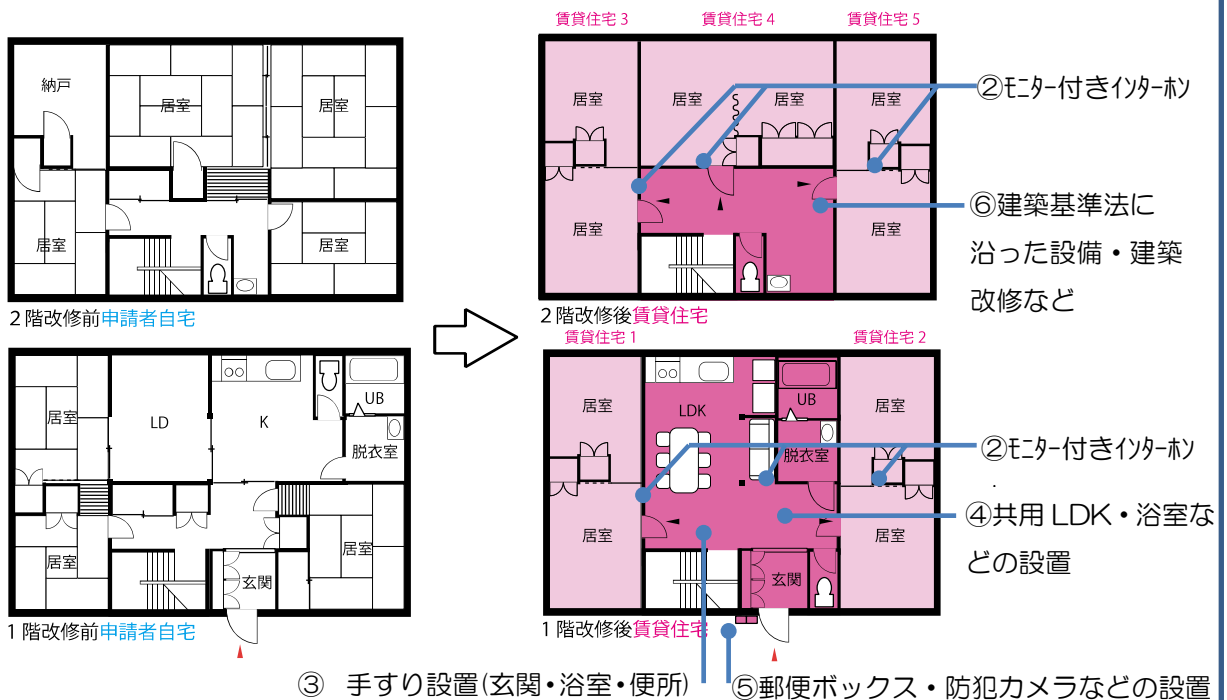 納戸
居室
居室
居室
居室
2階改修前申請者自宅
居室
LD
K
UB
脱衣室
居室
居室
玄関
1階改修前申請者自宅
賃貸住宅3
賃貸住宅4
賃貸住宅5
居室
居室
居室
居室
居室
居室
2階改修後賃貸住宅
②モニター付きインターホン
⑥建築基準法に
沿った設備・建築
改修など
賃貸住宅1
賃貸住宅2
居室
LDK
UB
居室
脱衣室
居室
居室
玄関
1階改修後賃貸住宅
②モニター付きインターホン
④共用LDK・浴室な
どの設置
③ 手すり設置(玄関・浴室・便所)
⑤郵便ボックス・防犯カメラなどの設置